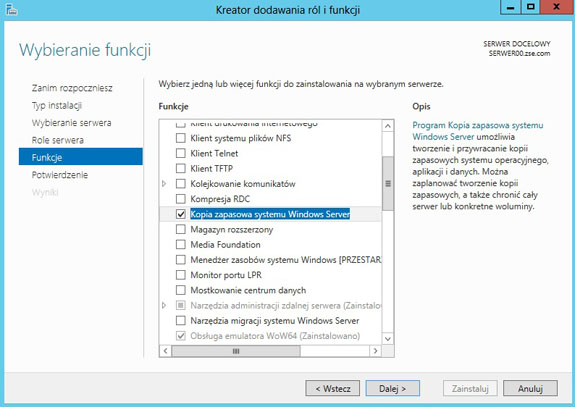 Kreator dodawania ról i funkcji
Wybieranie funkcji
SERWER DOCELOWY
SERWER00.zse.com
Zanim rozpoczniesz
Typ instalacji
Wybieranie serwera
Role serwera
Funkcje
Potwierdzenie
Wyniki
Wybierz jedną lub więcej funkcji do zainstalowania na wybranym serwerze.
Funkcje
Klient drukowania internetowego
Klient systemu plików NFS
Klient Telnet
Klient TFTP
Kolejkowanie komunikatów
Kompresja RDC
Kopia zapasowa systemu Windows Server
Magazyn rozszerzony
Media Foundation
Menedżer zasobów systemu Windows [PRZESTAR
Monitor portu LPR
Mostkowanie centrum danych
Narzędzia administracji zdalnej serwera (Zainstalow
Narzędzia migracji systemu Windows Server
Obsługa emulatora WoW64 (Zainstalowano)
Opis
Program Kopia zapasowa systemu
Windows Server umożliwia
tworzenie i przywracanie kopii
zapasowych systemu operacyjnego,
aplikacji i danych. Można
zaplanować tworzenie kopii
zapasowych, a także chronić cały
serwer lub konkretne woluminy.
< Wstecz
Dalej >
Zainstaluj
Anuluj